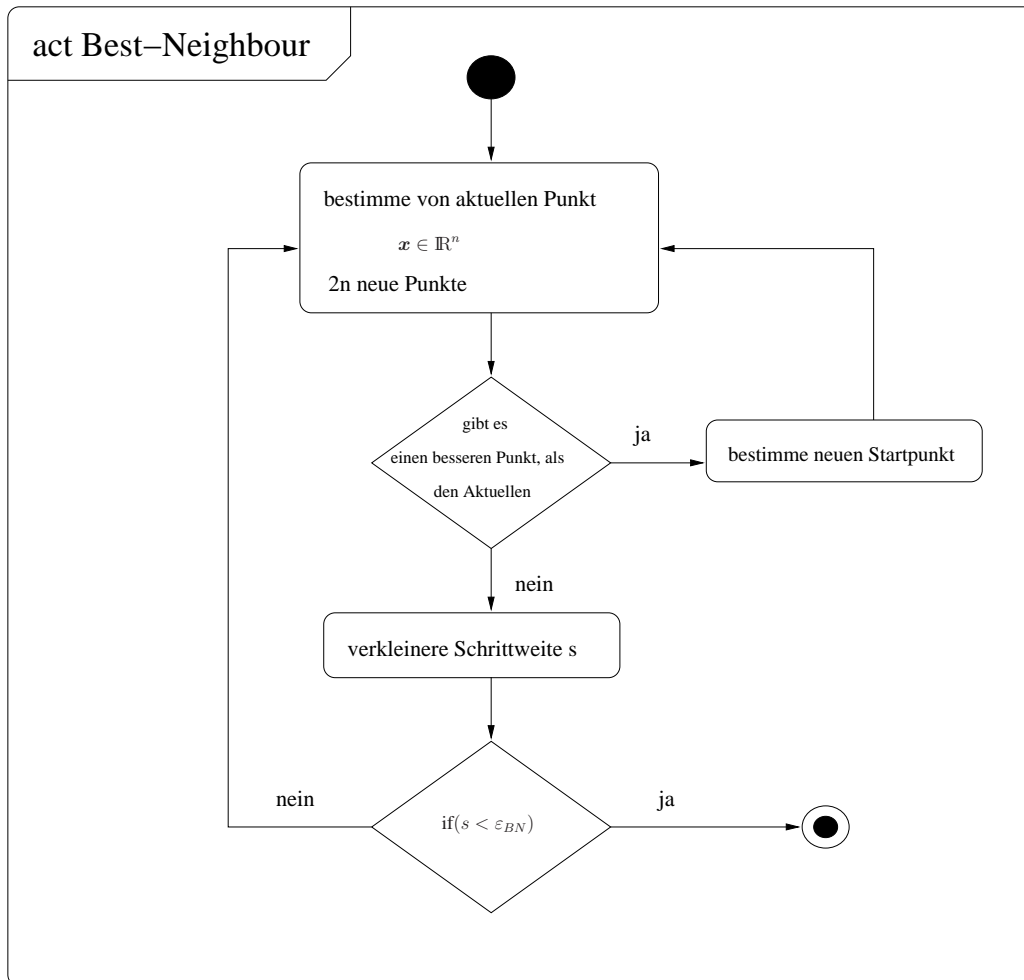 act Best–Neighbour
bestimme von aktuellen Punkt
x ∈ ℝⁿ
2n neue Punkte
gibt es
einen besseren Punkt, als
den Aktuellen
ja
bestimme neuen Startpunkt
nein
verkleinere Schrittweite s
nein
if(s < ε_BN)
ja